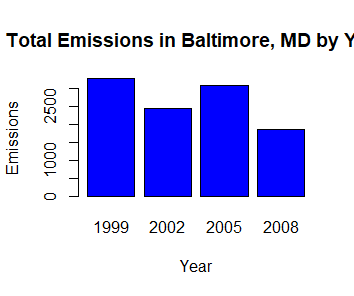 Total Emissions in Baltimore, MD by Y
Emissions
2500
1000
0
1999 2002 2005 2008
Year